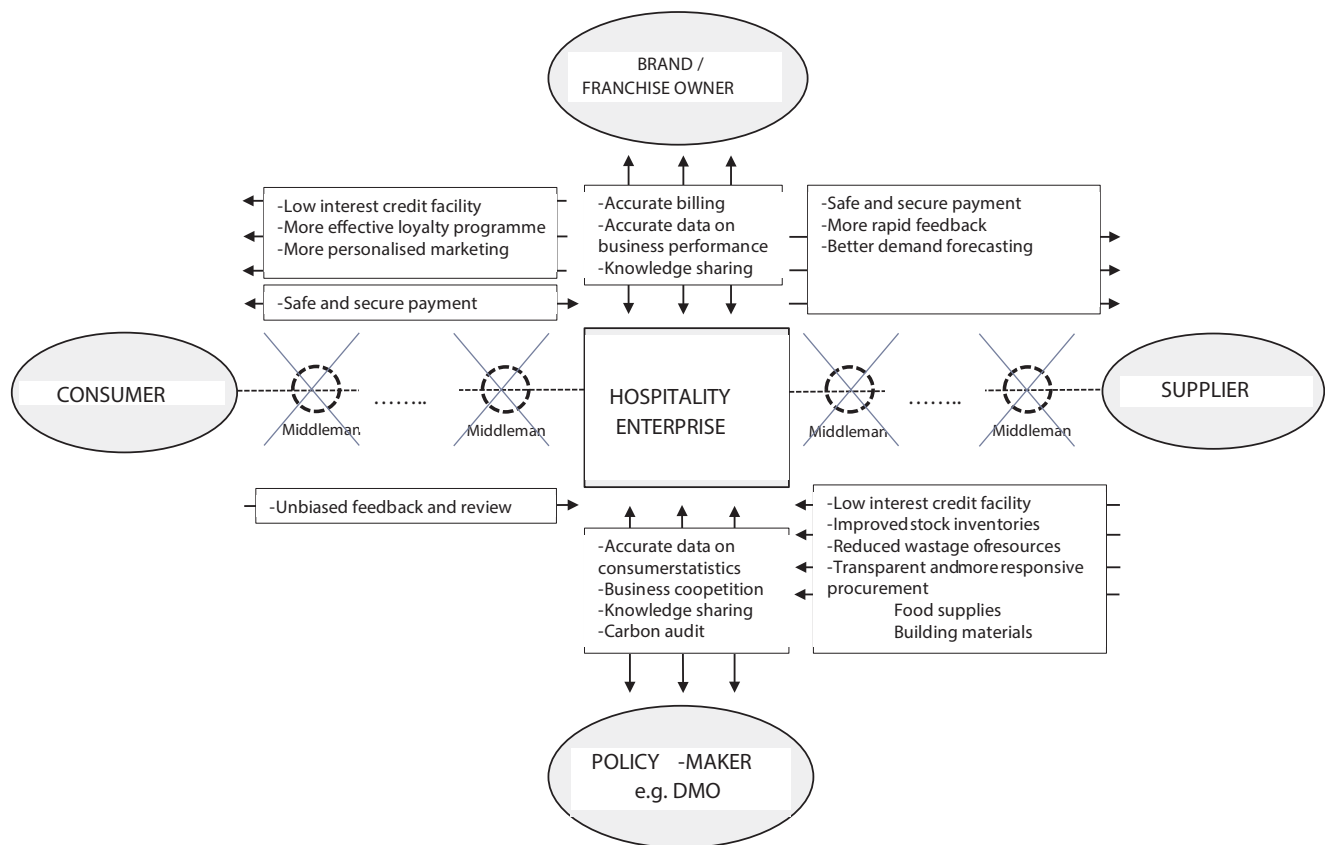 BRAND /
FRANCHISE OWNER
-Low interest credit facility
-More effective loyalty programme
-More personalised marketing
-Accurate billing
-Accurate data on
business performance
-Knowledge sharing
-Safe and secure payment
-More rapid feedback
-Better demand forecasting
-Safe and secure payment
CONSUMER
Middleman
........
Middleman
HOSPITALITY
ENTERPRISE
Middleman
........
Middleman
SUPPLIER
-Unbiased feedback and review
-Accurate data on
consumerstatistics
-Business coopetition
-Knowledge sharing
-Carbon audit
-Low interest credit facility
-Improved stock inventories
-Reduced wastage ofresources
-Transparent andmore responsive
procurement
Food supplies
Building materials
POLICY -MAKER
e.g. DMO